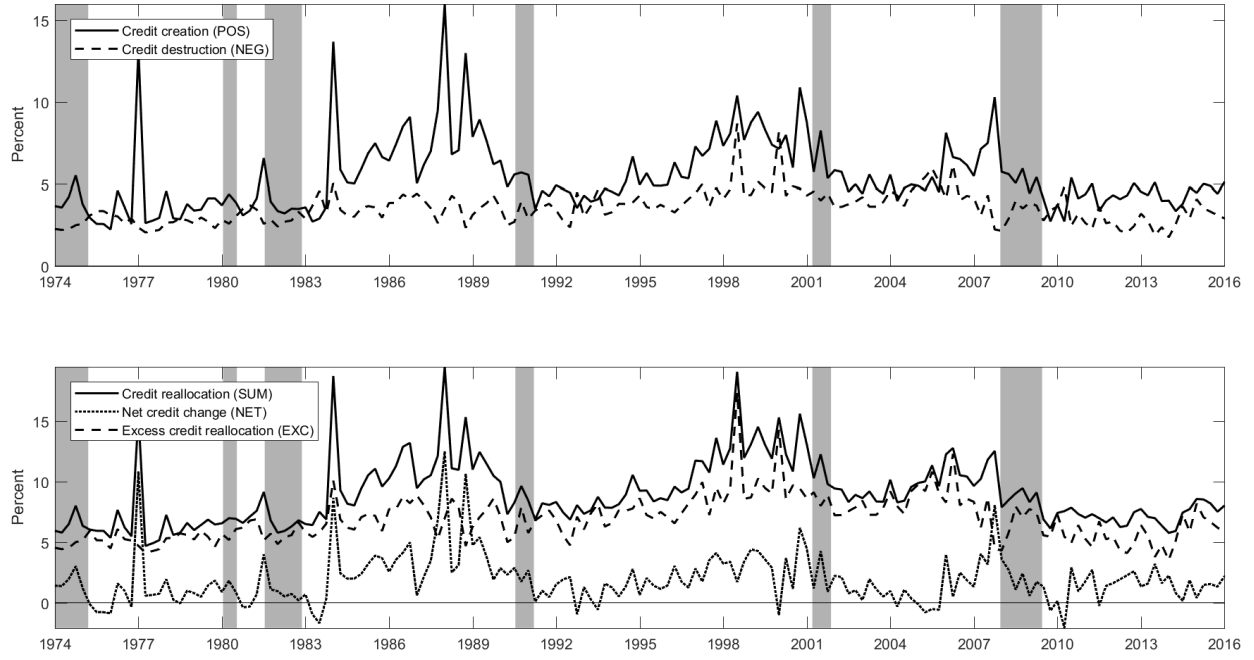 15
Credit creation (POS)
Credit destruction (NEG)
10
Percent
5
0
1974 1977 1980 1983 1986 1989 1992 1995 1998 2001 2004 2007 2010 2013 2016
Credit reallocation (SUM)
Net credit change (NET)
Excess credit reallocation (EXC)
15
10
Percent
5
0
1974 1977 1980 1983 1986 1989 1992 1995 1998 2001 2004 2007 2010 2013 2016